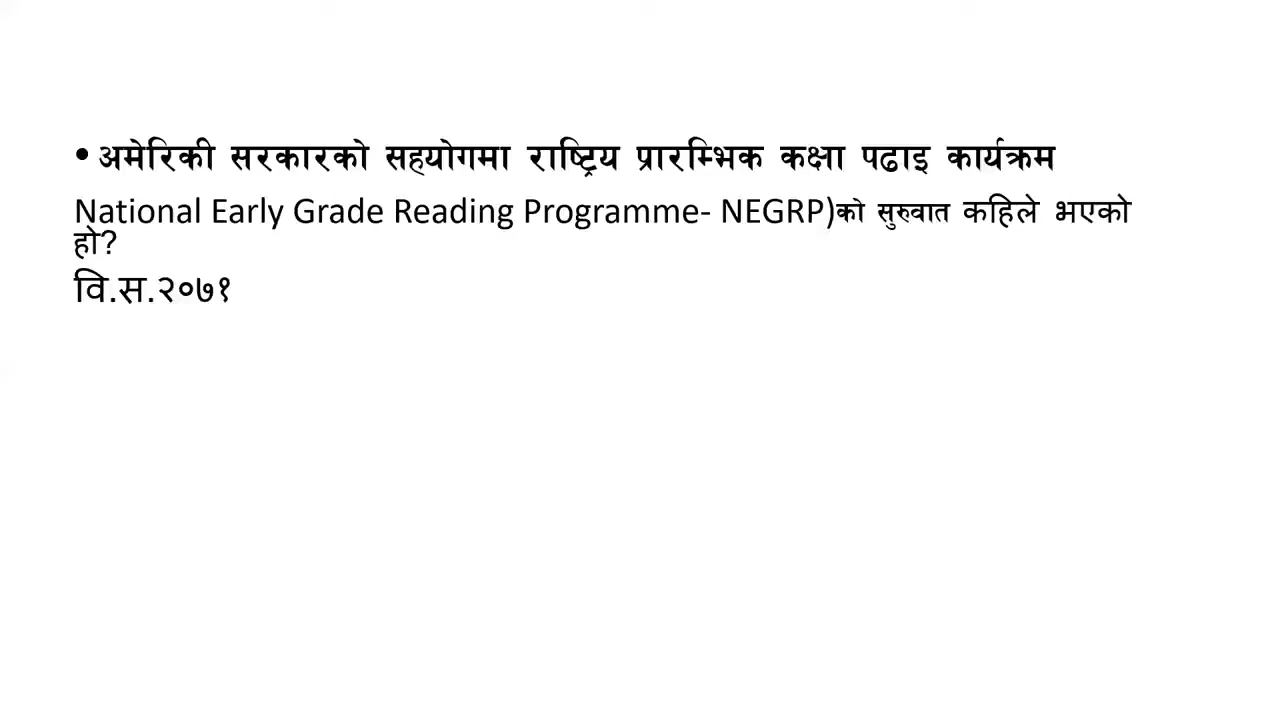 • अमेरिकी सरकारको सहयोगमा राष्ट्रिय प्रारम्भिक कक्षा पढाइ कार्यक्रम
National Early Grade Reading Programme- NEGRP)को सुरुवात कहिले भएको
हो?
वि.स.२०७१